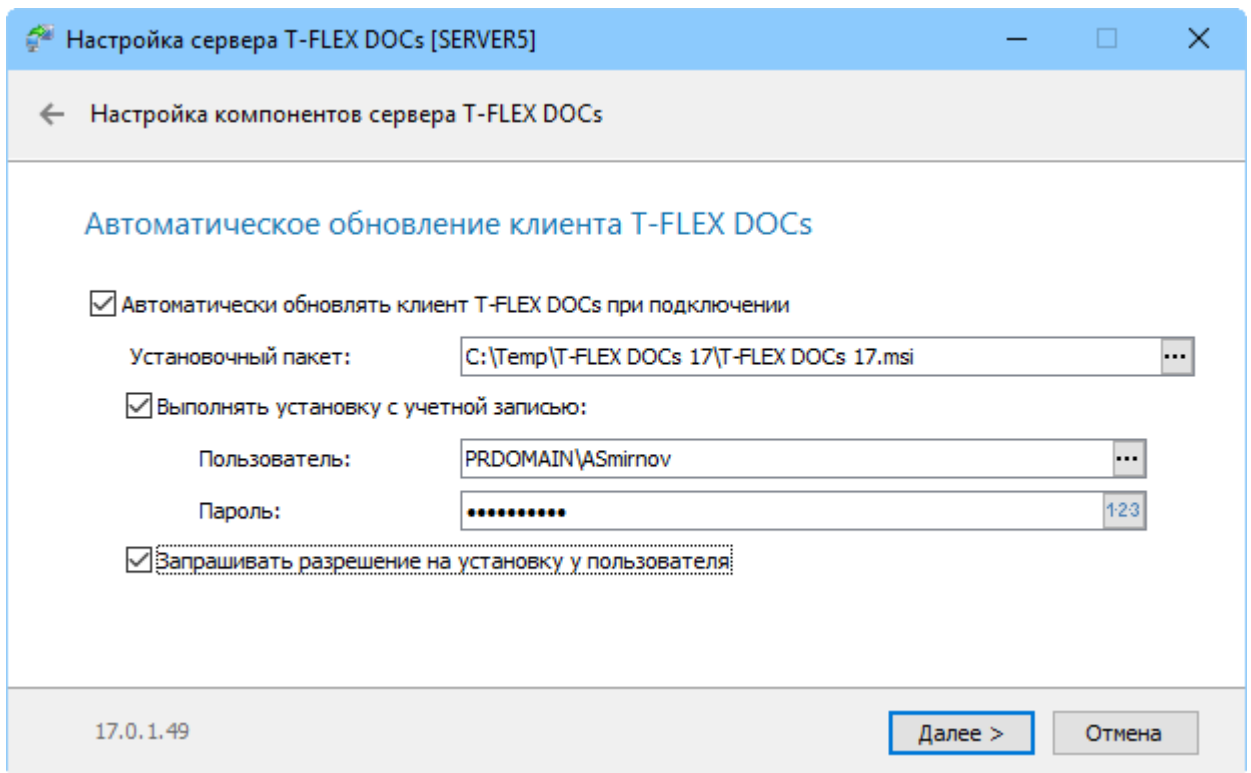 Настройка сервера T-FLEX DOCs [SERVER5]
Настройка компонентов сервера T-FLEX DOCs
Автоматическое обновление клиента T-FLEX DOCs
Автоматически обновлять клиент T-FLEX DOCs при подключении
Установочный пакет: C:\Temp\T-FLEX DOCs 17\T-FLEX DOCs 17.msi ...
Выполнять установку с учетной записью:
Пользователь: PRDOMAIN\ASmirnov ...
Пароль: •••••••••• 123
Запрашивать разрешение на установку у пользователя
17.0.1.49 Далее > Отмена